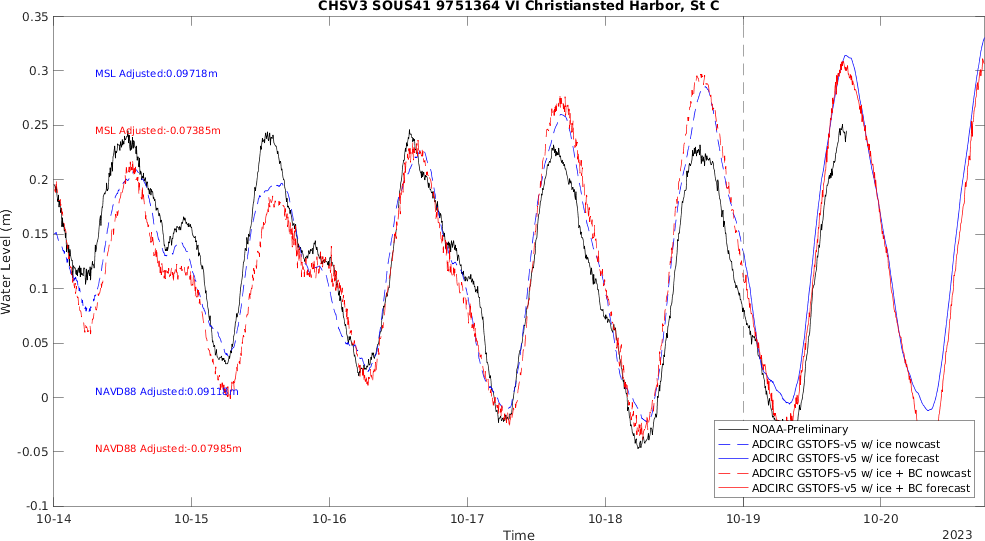 CHSV3 SOUS41 9751364 VI Christiansted Harbor, St C
0.35
0.3
0.25
0.2
0.15
0.1
0.05
0
-0.05
-0.1
Water Level (m)
MSL Adjusted:0.09718m
MSL Adjusted:-0.07385m
NAVD88 Adjusted:0.09118m
NAVD88 Adjusted:-0.07985m
NOAA-Preliminary
ADCIRC GSTOFS-v5 w/ ice nowcast
ADCIRC GSTOFS-v5 w/ ice forecast
ADCIRC GSTOFS-v5 w/ ice + BC nowcast
ADCIRC GSTOFS-v5 w/ ice + BC forecast
10-14 10-15 10-16 10-17 10-18 10-19 10-20
Time
2023